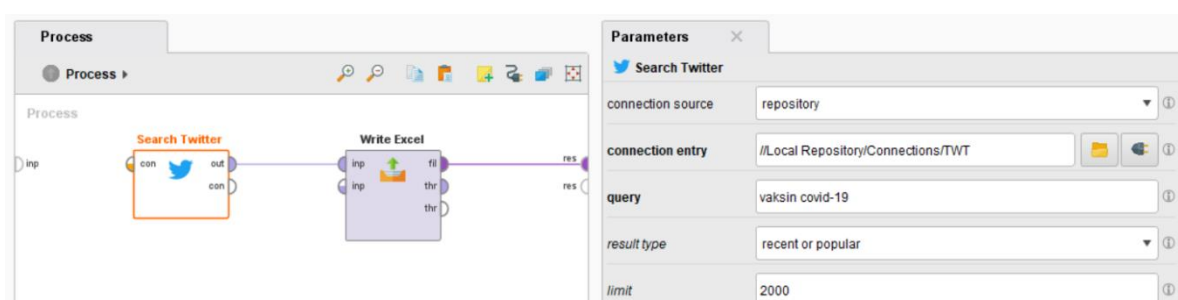 Process
Process
Process
Search Twitter
Write Excel
inp
con
out
con
inp
inp
fil
thr
thr
res
res
Parameters
Search Twitter
connection source
repository
connection entry
//Local Repository/Connections/TWT
query
vaksin covid-19
result type
recent or popular
limit
2000